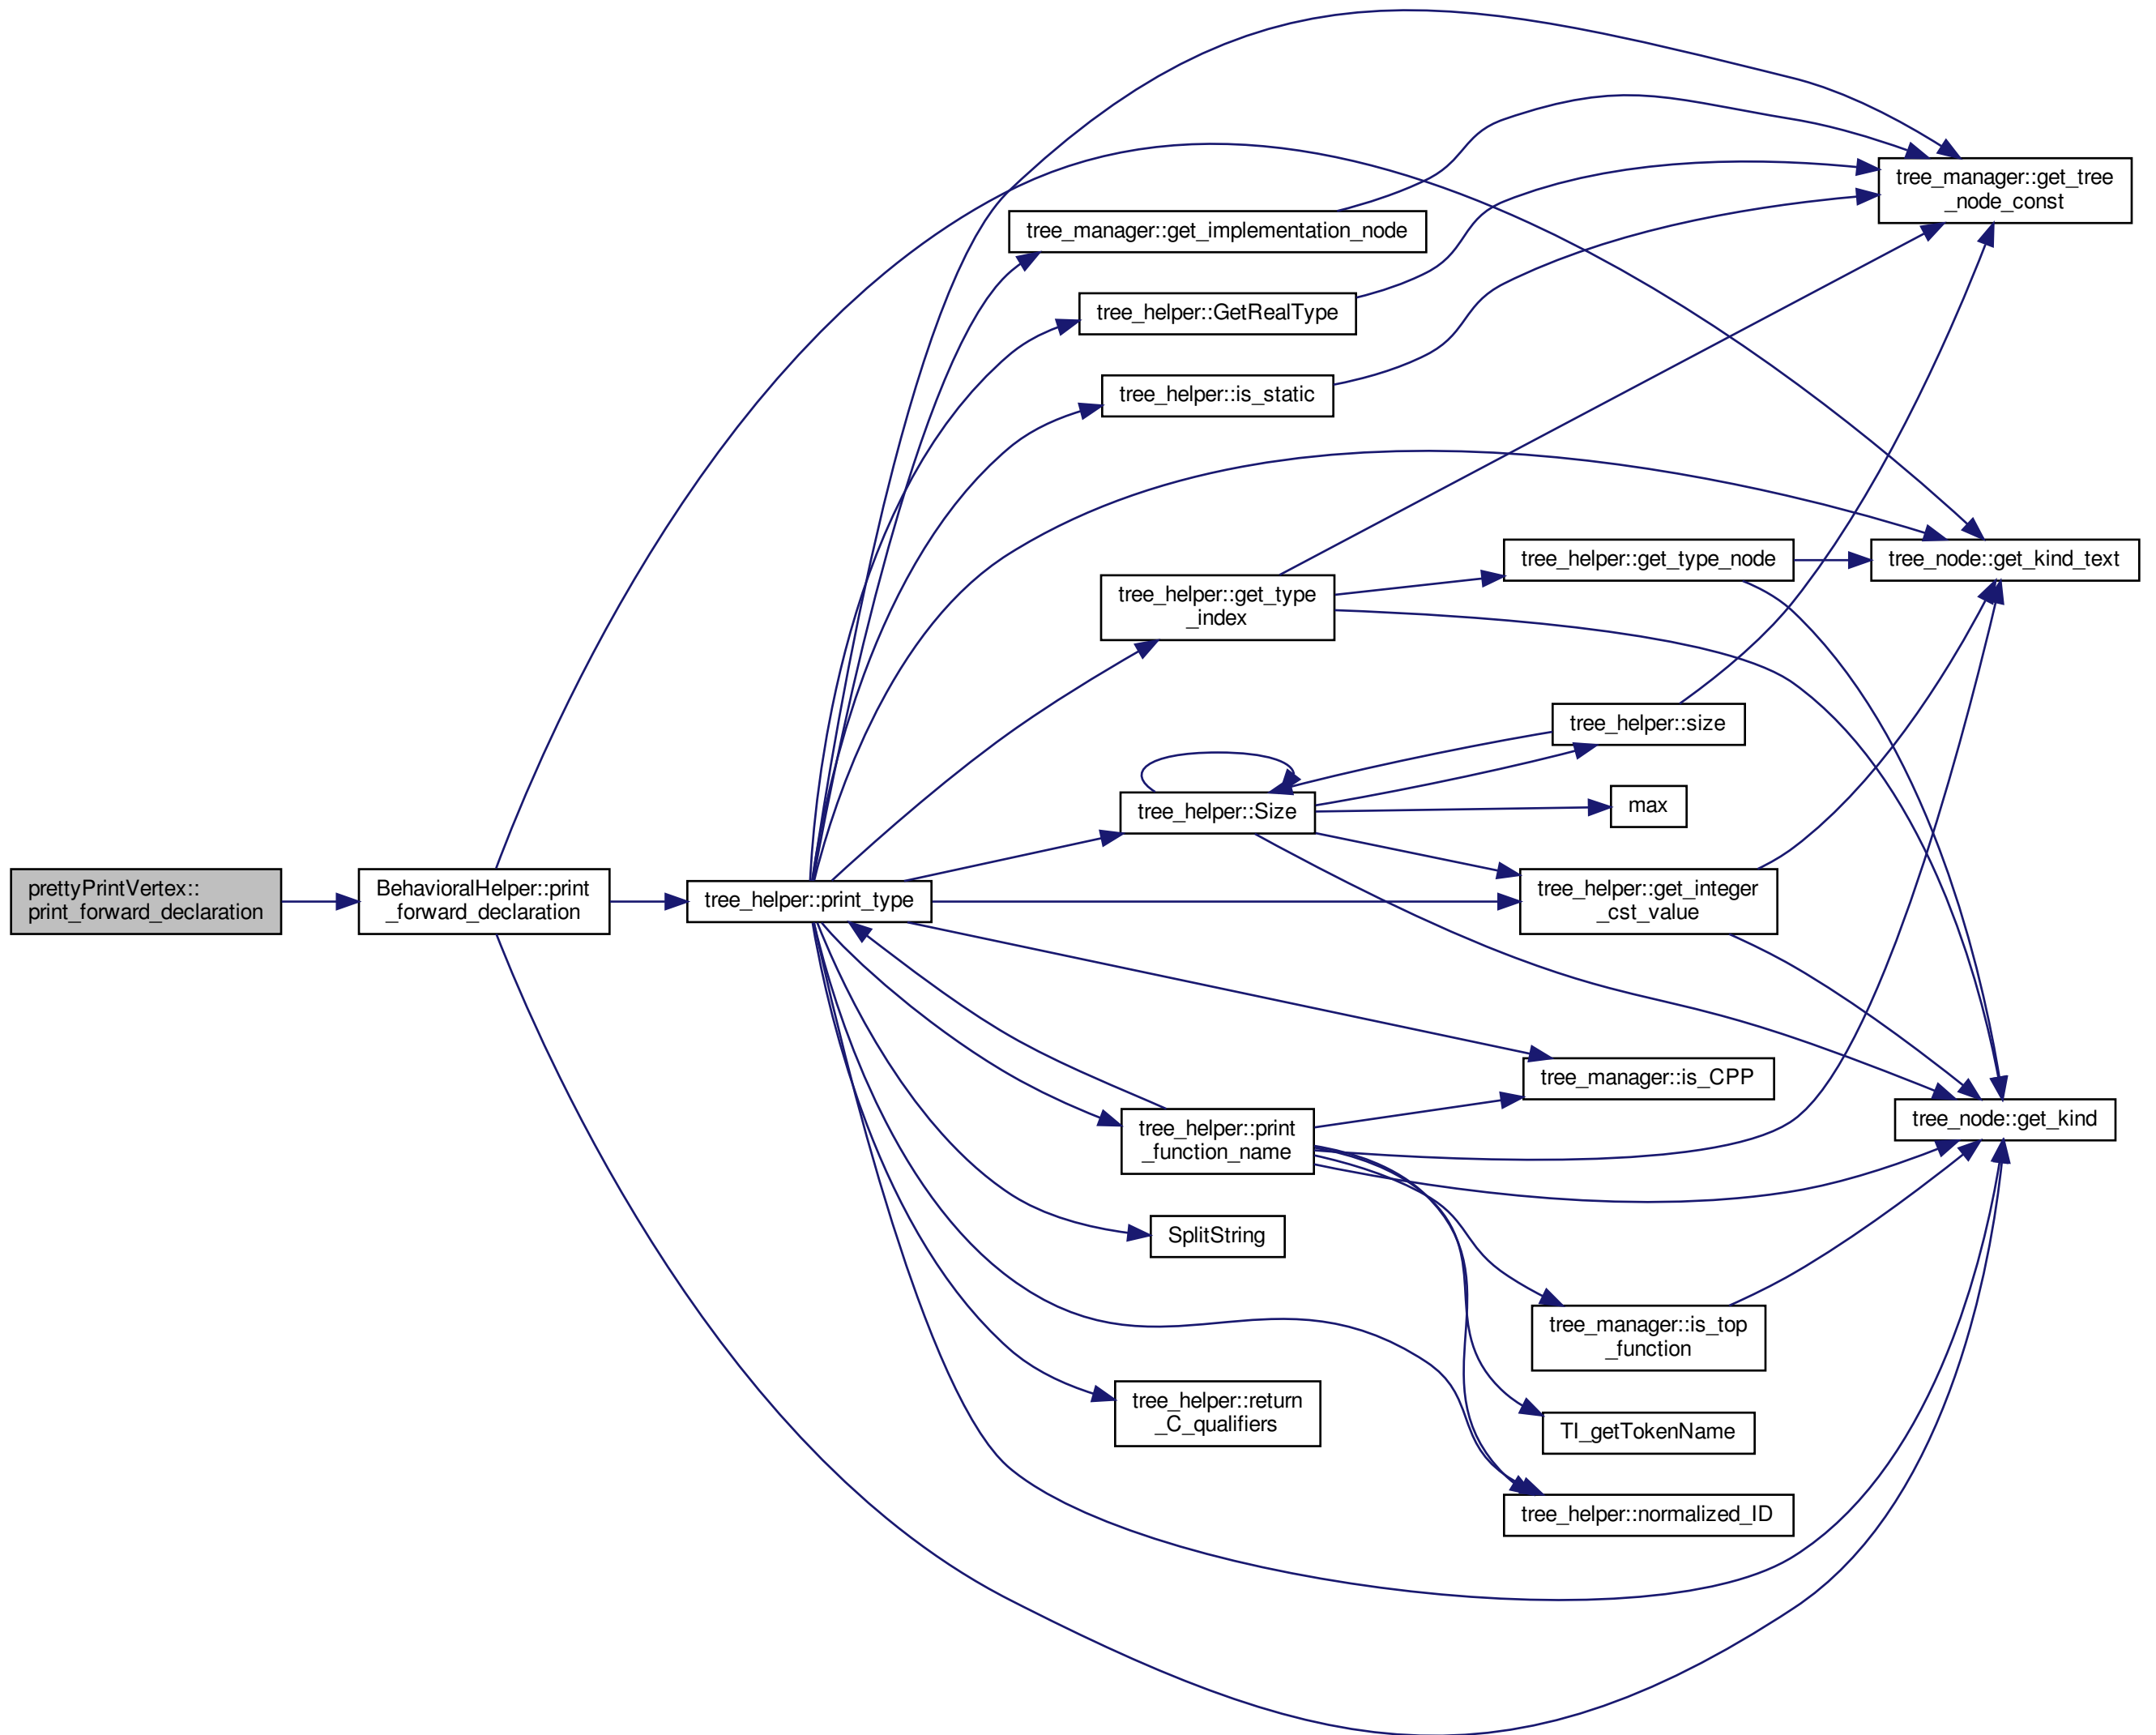 prettyPrintVertex::
print_forward_declaration
BehavioralHelper::print
_forward_declaration
tree_helper::print_type
tree_manager::get_implementation_node
tree_helper::GetRealType
tree_helper::is_static
tree_helper::get_type
_index
tree_helper::Size
tree_helper::print
_function_name
SplitString
tree_helper::return
_C_qualifiers
tree_helper::get_type_node
tree_helper::size
max
tree_helper::get_integer
_cst_value
tree_manager::is_CPP
tree_manager::is_top
_function
TI_getTokenName
tree_helper::normalized_ID
tree_manager::get_tree
_node_const
tree_node::get_kind_text
tree_node::get_kind